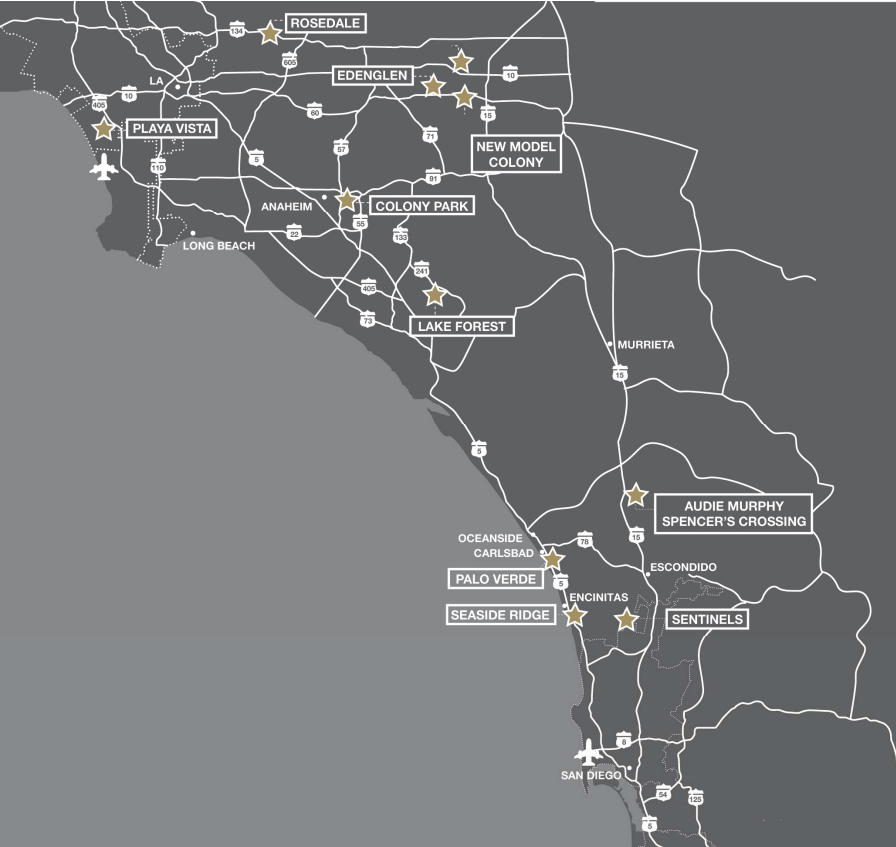 ROSEDALE
134
605
EDENGLEN
10
LA
10
405
60
15
PLAYA VISTA
71
57
NEW MODEL
COLONY
5
110
91
ANAHEIM
COLONY PARK
55
22
133
LONG BEACH
241
405
73
LAKE FOREST
MURRIETA
15
5
AUDIE MURPHY
SPENCER'S CROSSING
15
OCEANSIDE
78
CARLSBAD
ESCONDIDO
PALO VERDE
5
ENCINITAS
SEASIDE RIDGE
SENTINELS
8
SAN DIEGO
54
125
5